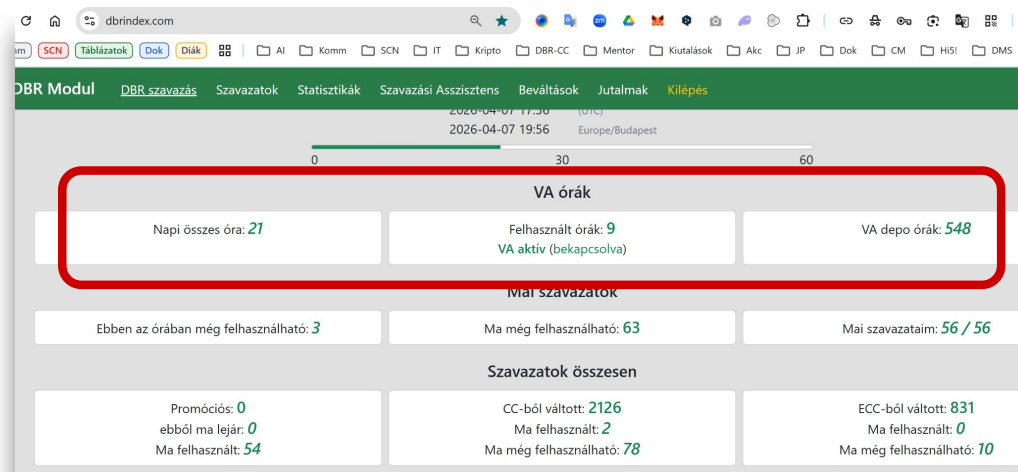 dbrindex.com
nm SCN Táblázatok Dok Diák AI Komm SCN IT Kripto DBR-CC Mentor Kiutalások Akc JP Dok CM Hi5! DMS
DBR Modul DBR szavazás Szavazatok Statisztikák Szavazási Asszisztens Beváltások Jutalmak Kilépés
2026-04-07 17:56 (UTC)
2026-04-07 19:56 Europe/Budapest
0 30 60
VA órák
Napi összes óra: 21
Felhasznált órák: 9
VA aktív (bekapcsolva)
VA depo órák: 548
Mai szavazatok
Ebben az órában még felhasználható: 3
Ma még felhasználható: 63
Mai szavazataim: 56 / 56
Szavazatok összesen
Promóciós: 0
ebből ma lejár: 0
Ma felhasznált: 54
CC-ből váltott: 2126
Ma felhasznált: 2
Ma még felhasználható: 78
ECC-ből váltott: 831
Ma felhasznált: 0
Ma még felhasználható: 10